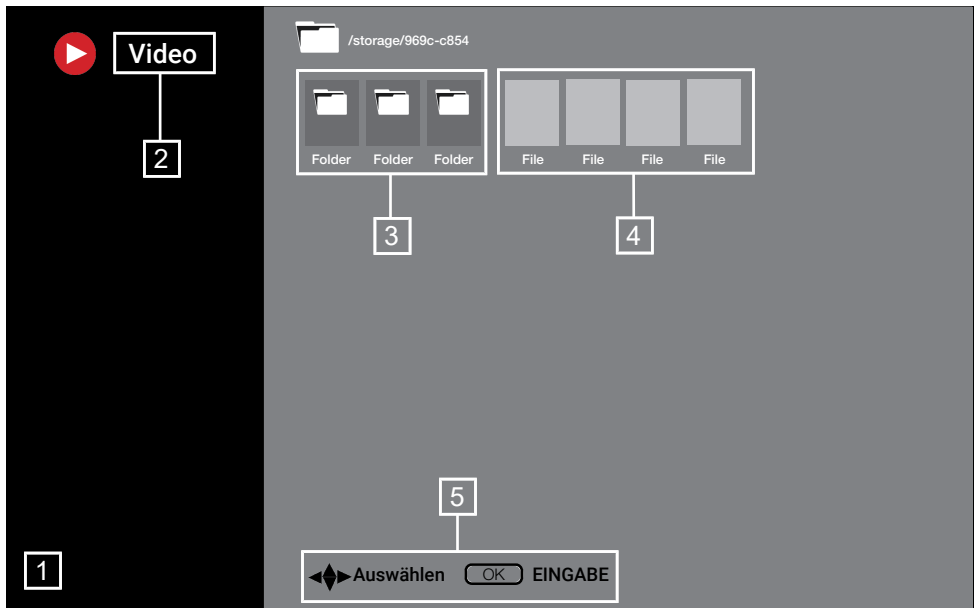 Video
2
/storage/969c-c854
Folder Folder Folder
File File File File
3
4
5
1
Auswählen OK EINGABE